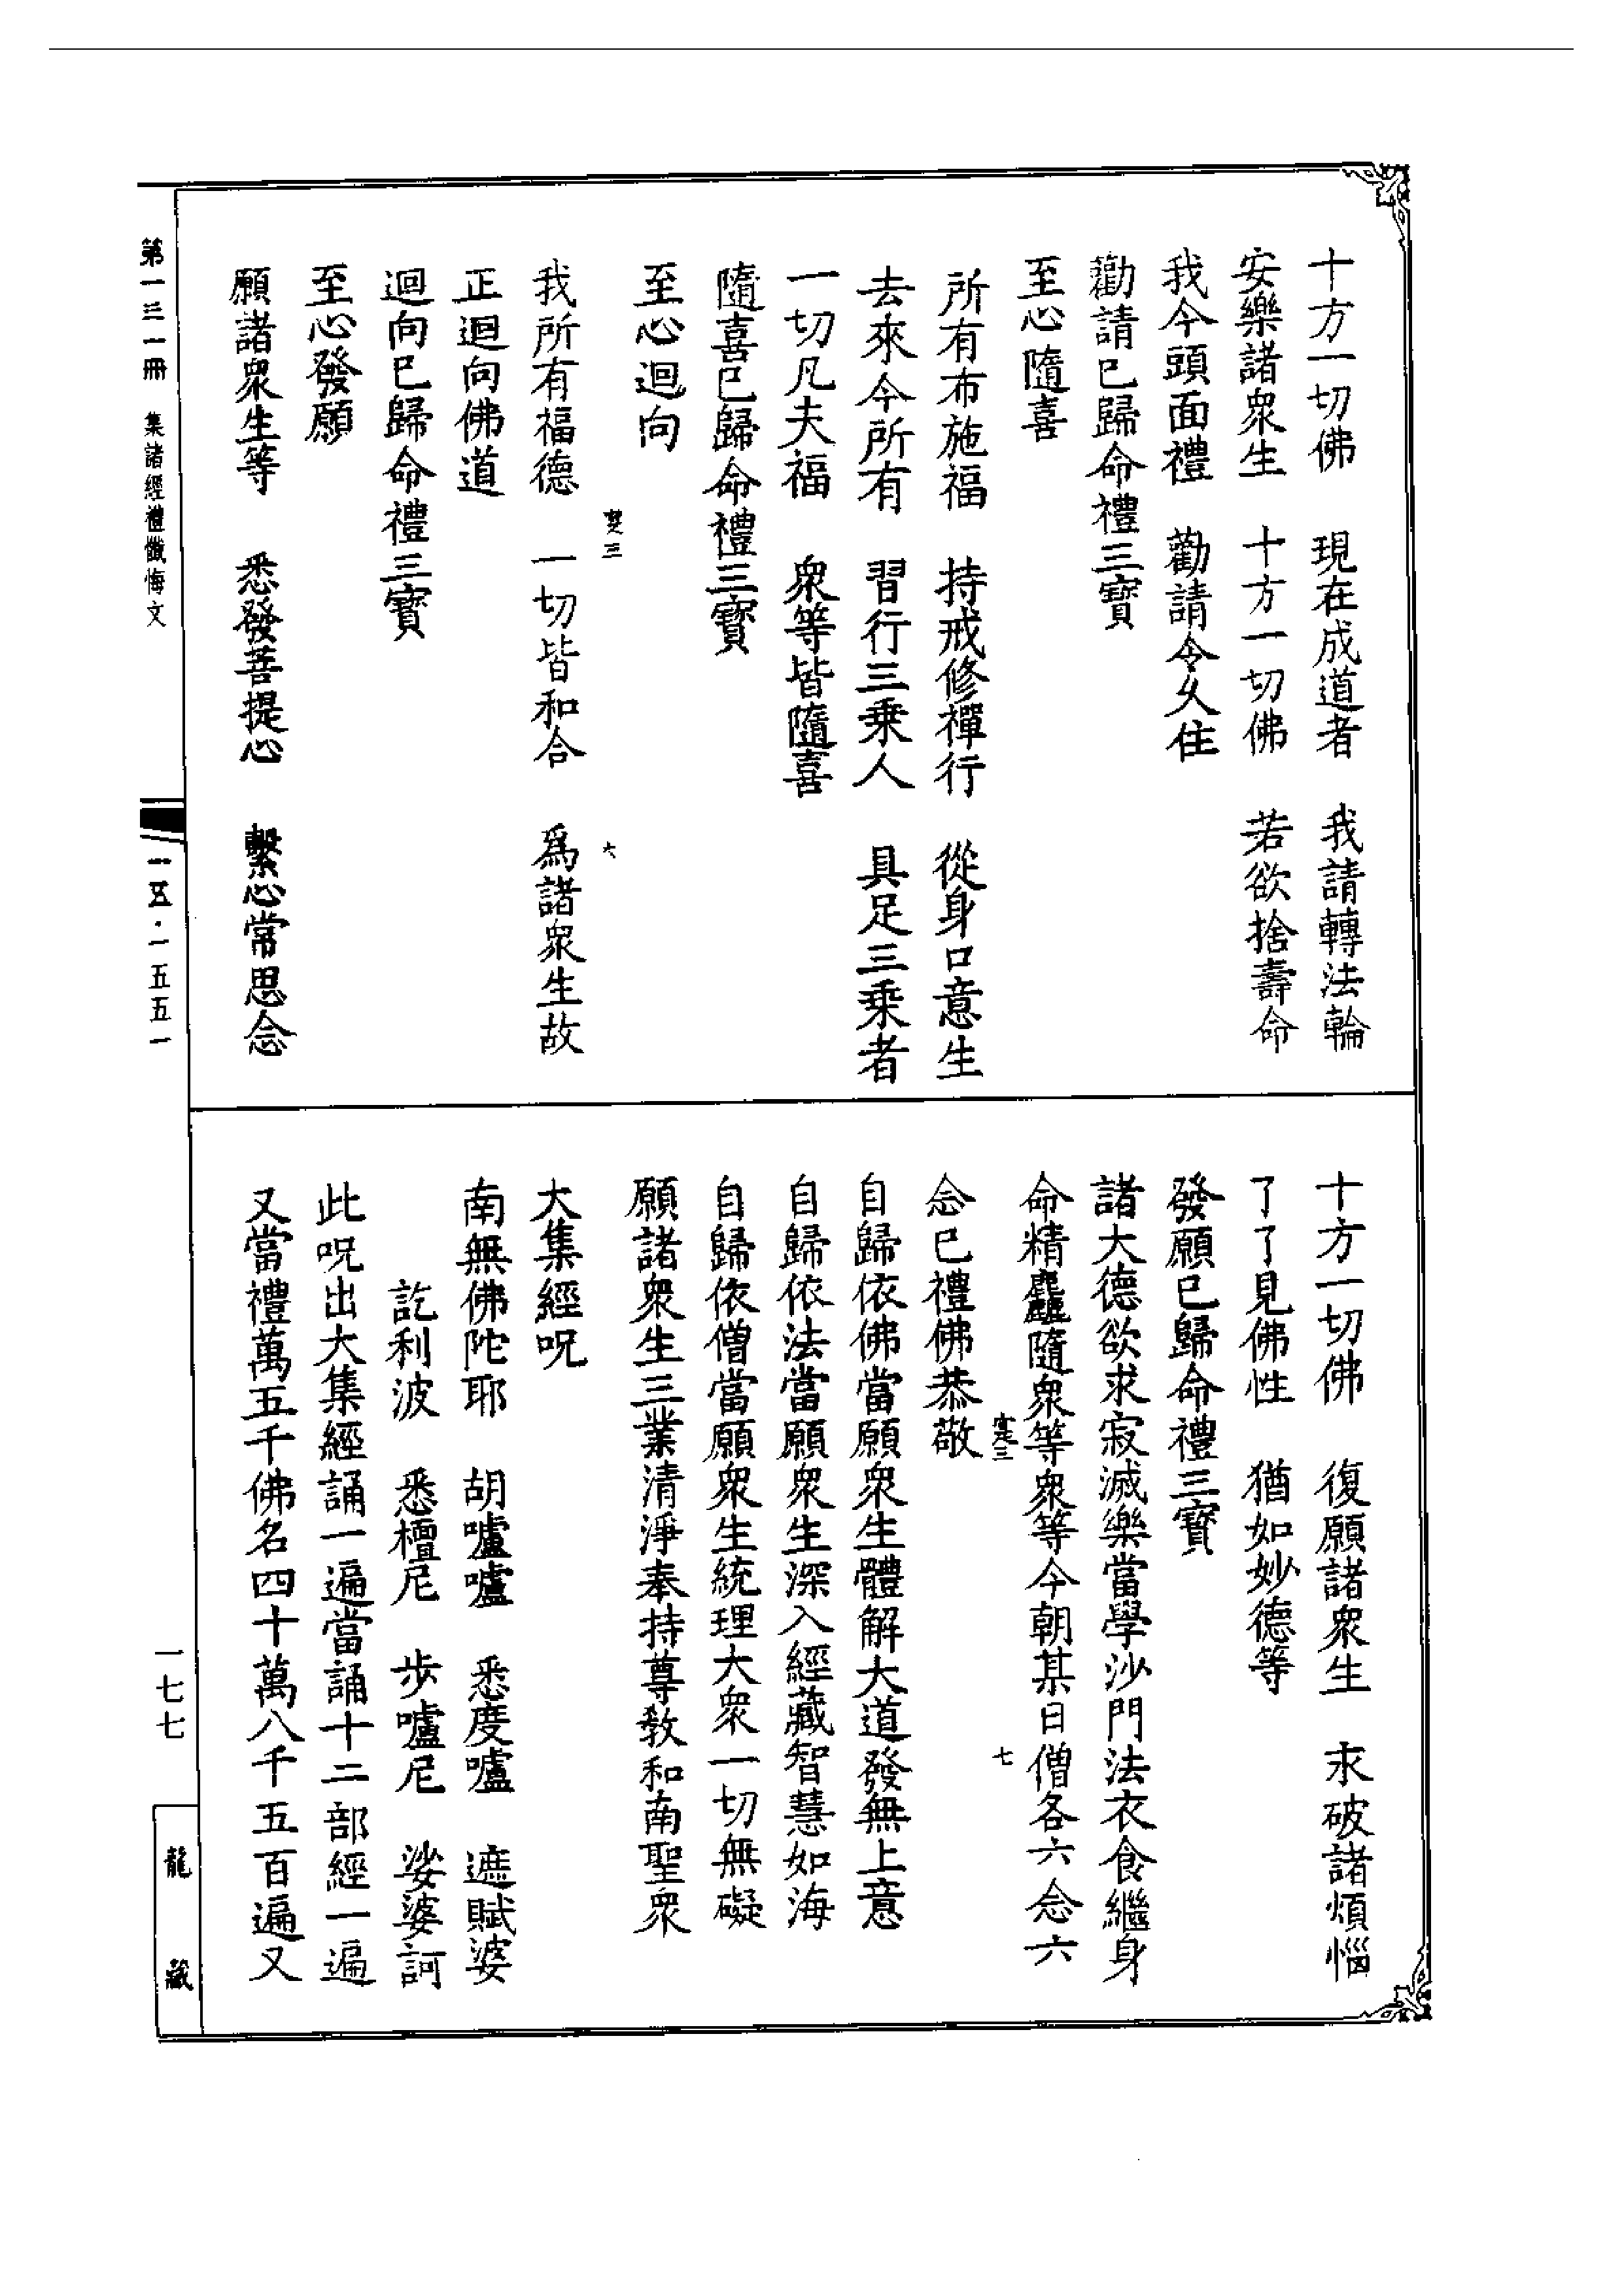 十方一切佛　現在成道者　我請轉法輪
安樂諸衆生　十方一切佛　若欲捨壽命
我今頭面禮　勸請令久住
勸請已歸命禮三寶
至心隨喜
所有布施福　持戒修禪行　從身口意生
去來今所有　習行三乘人　具足三乘者
一切凡夫福　衆等皆隨喜
隨喜已歸命禮三寶
至心迴向
六
我所有福德　一切皆和合　爲諸衆生故
正迴向佛道
迴向已歸命禮三寶
至心發願
願諸衆生等　悉發菩提心　繫心常思念
十方一切佛　復願諸衆生　永破諸煩惱
了了見佛性　猶如妙德等
發願已歸命禮三寶
諸大德欲求寂滅樂當學沙門法衣食繼身
命精麤隨衆等衆等今朝某日僧各六念六
七
念已禮佛恭敬
自歸依佛當願衆生體解大道發無上意
自歸依法當願衆生深入經藏智慧如海
自歸依僧當願衆生統理大衆一切無礙
願諸衆生三業清淨奉持尊教和南聖衆
大集經呪
南無佛陀耶　胡嚧嚧　悉度嚧　遮賦婆
訖利波　悉檀尼　步嚧尼　娑婆訶
此呪出大集經誦一遍當誦十二部經一遍
又當禮萬五千佛名四十萬八千五百遍又
第一三一冊　集諸經禮懺悔文
一五五·一五五一
一七七
龍藏